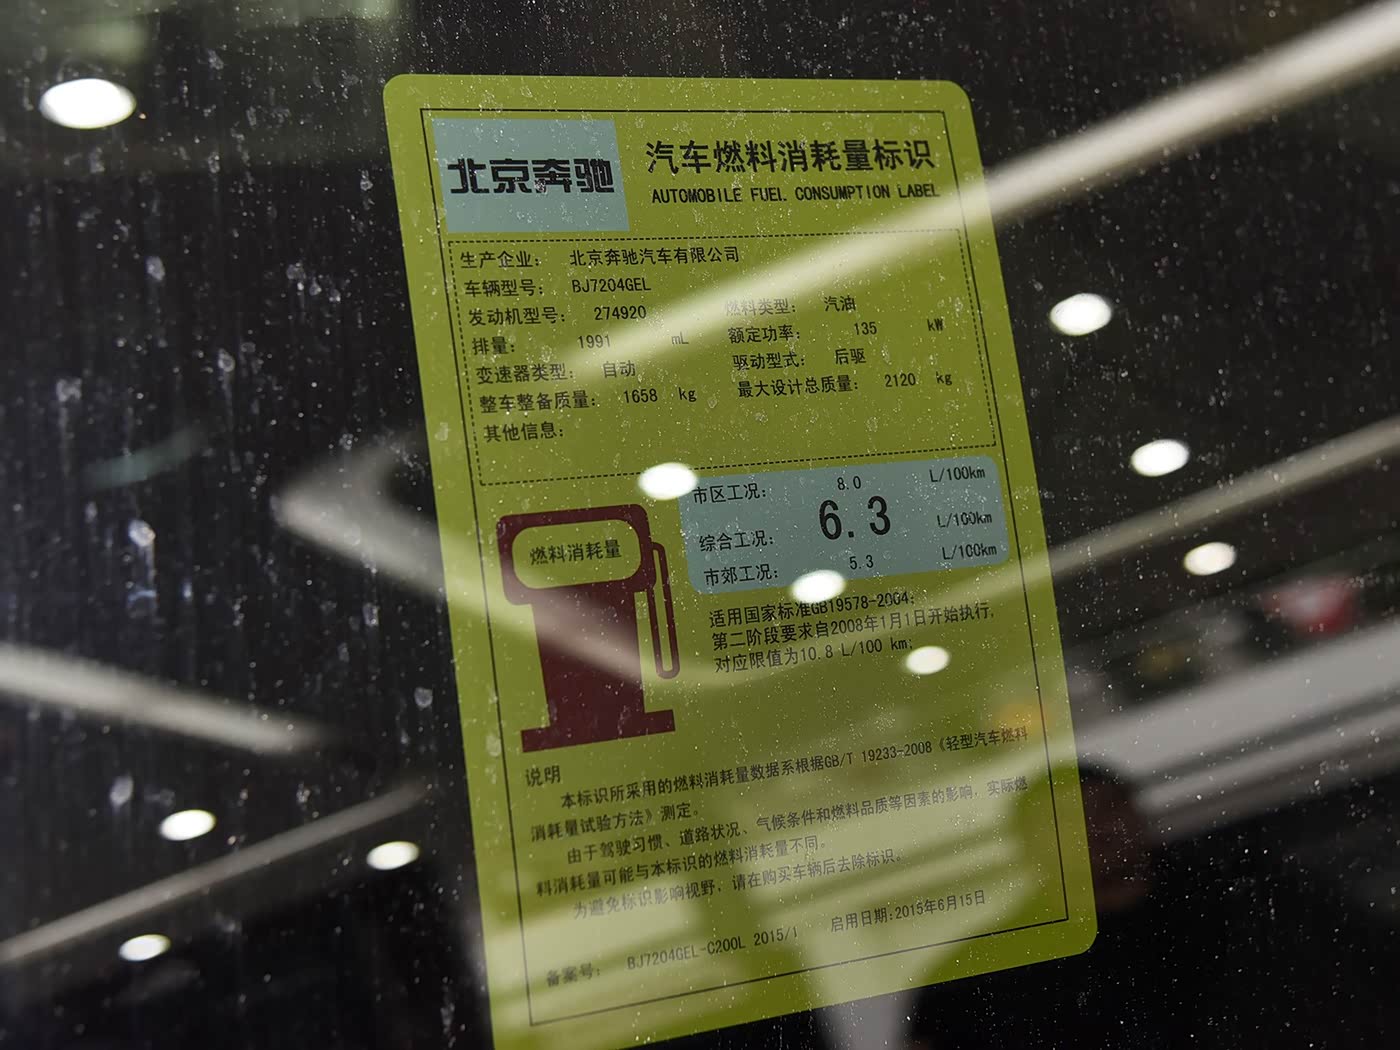 北京奔驰
汽车燃料消耗量标识
AUTOMOBILE FUEL CONSUMPTION LABEL
生产企业： 北京奔驰汽车有限公司
车辆型号： BJ7204GEL
发动机型号： 274920 燃料类型： 汽油
排量： 1991 mL 额定功率： 135 kW
变速器类型： 自动 驱动型式： 后驱
整车整备质量： 1658 kg 最大设计总质量： 2120 kg
其他信息：
燃料消耗量
市区工况： 8.0 L/100km
综合工况： 6.3 L/100km
市郊工况： 5.3 L/100km
适用国家标准GB19578-2004；
第二阶段要求自2008年1月1日开始执行，
对应限值为10.8 L/100 km；
说明
本标识所采用的燃料消耗量数据系根据GB/T 19233-2008《轻型汽车燃料
消耗量试验方法》测定。
由于驾驶习惯、道路状况、气候条件和燃料品质等因素的影响，实际燃
料消耗量可能与本标识的燃料消耗量不同。
为避免标识影响视野，请在购买车辆后去除标识。
备案号： BJ7204GEL-C200L 2015/1 启用日期:2015年6月15日